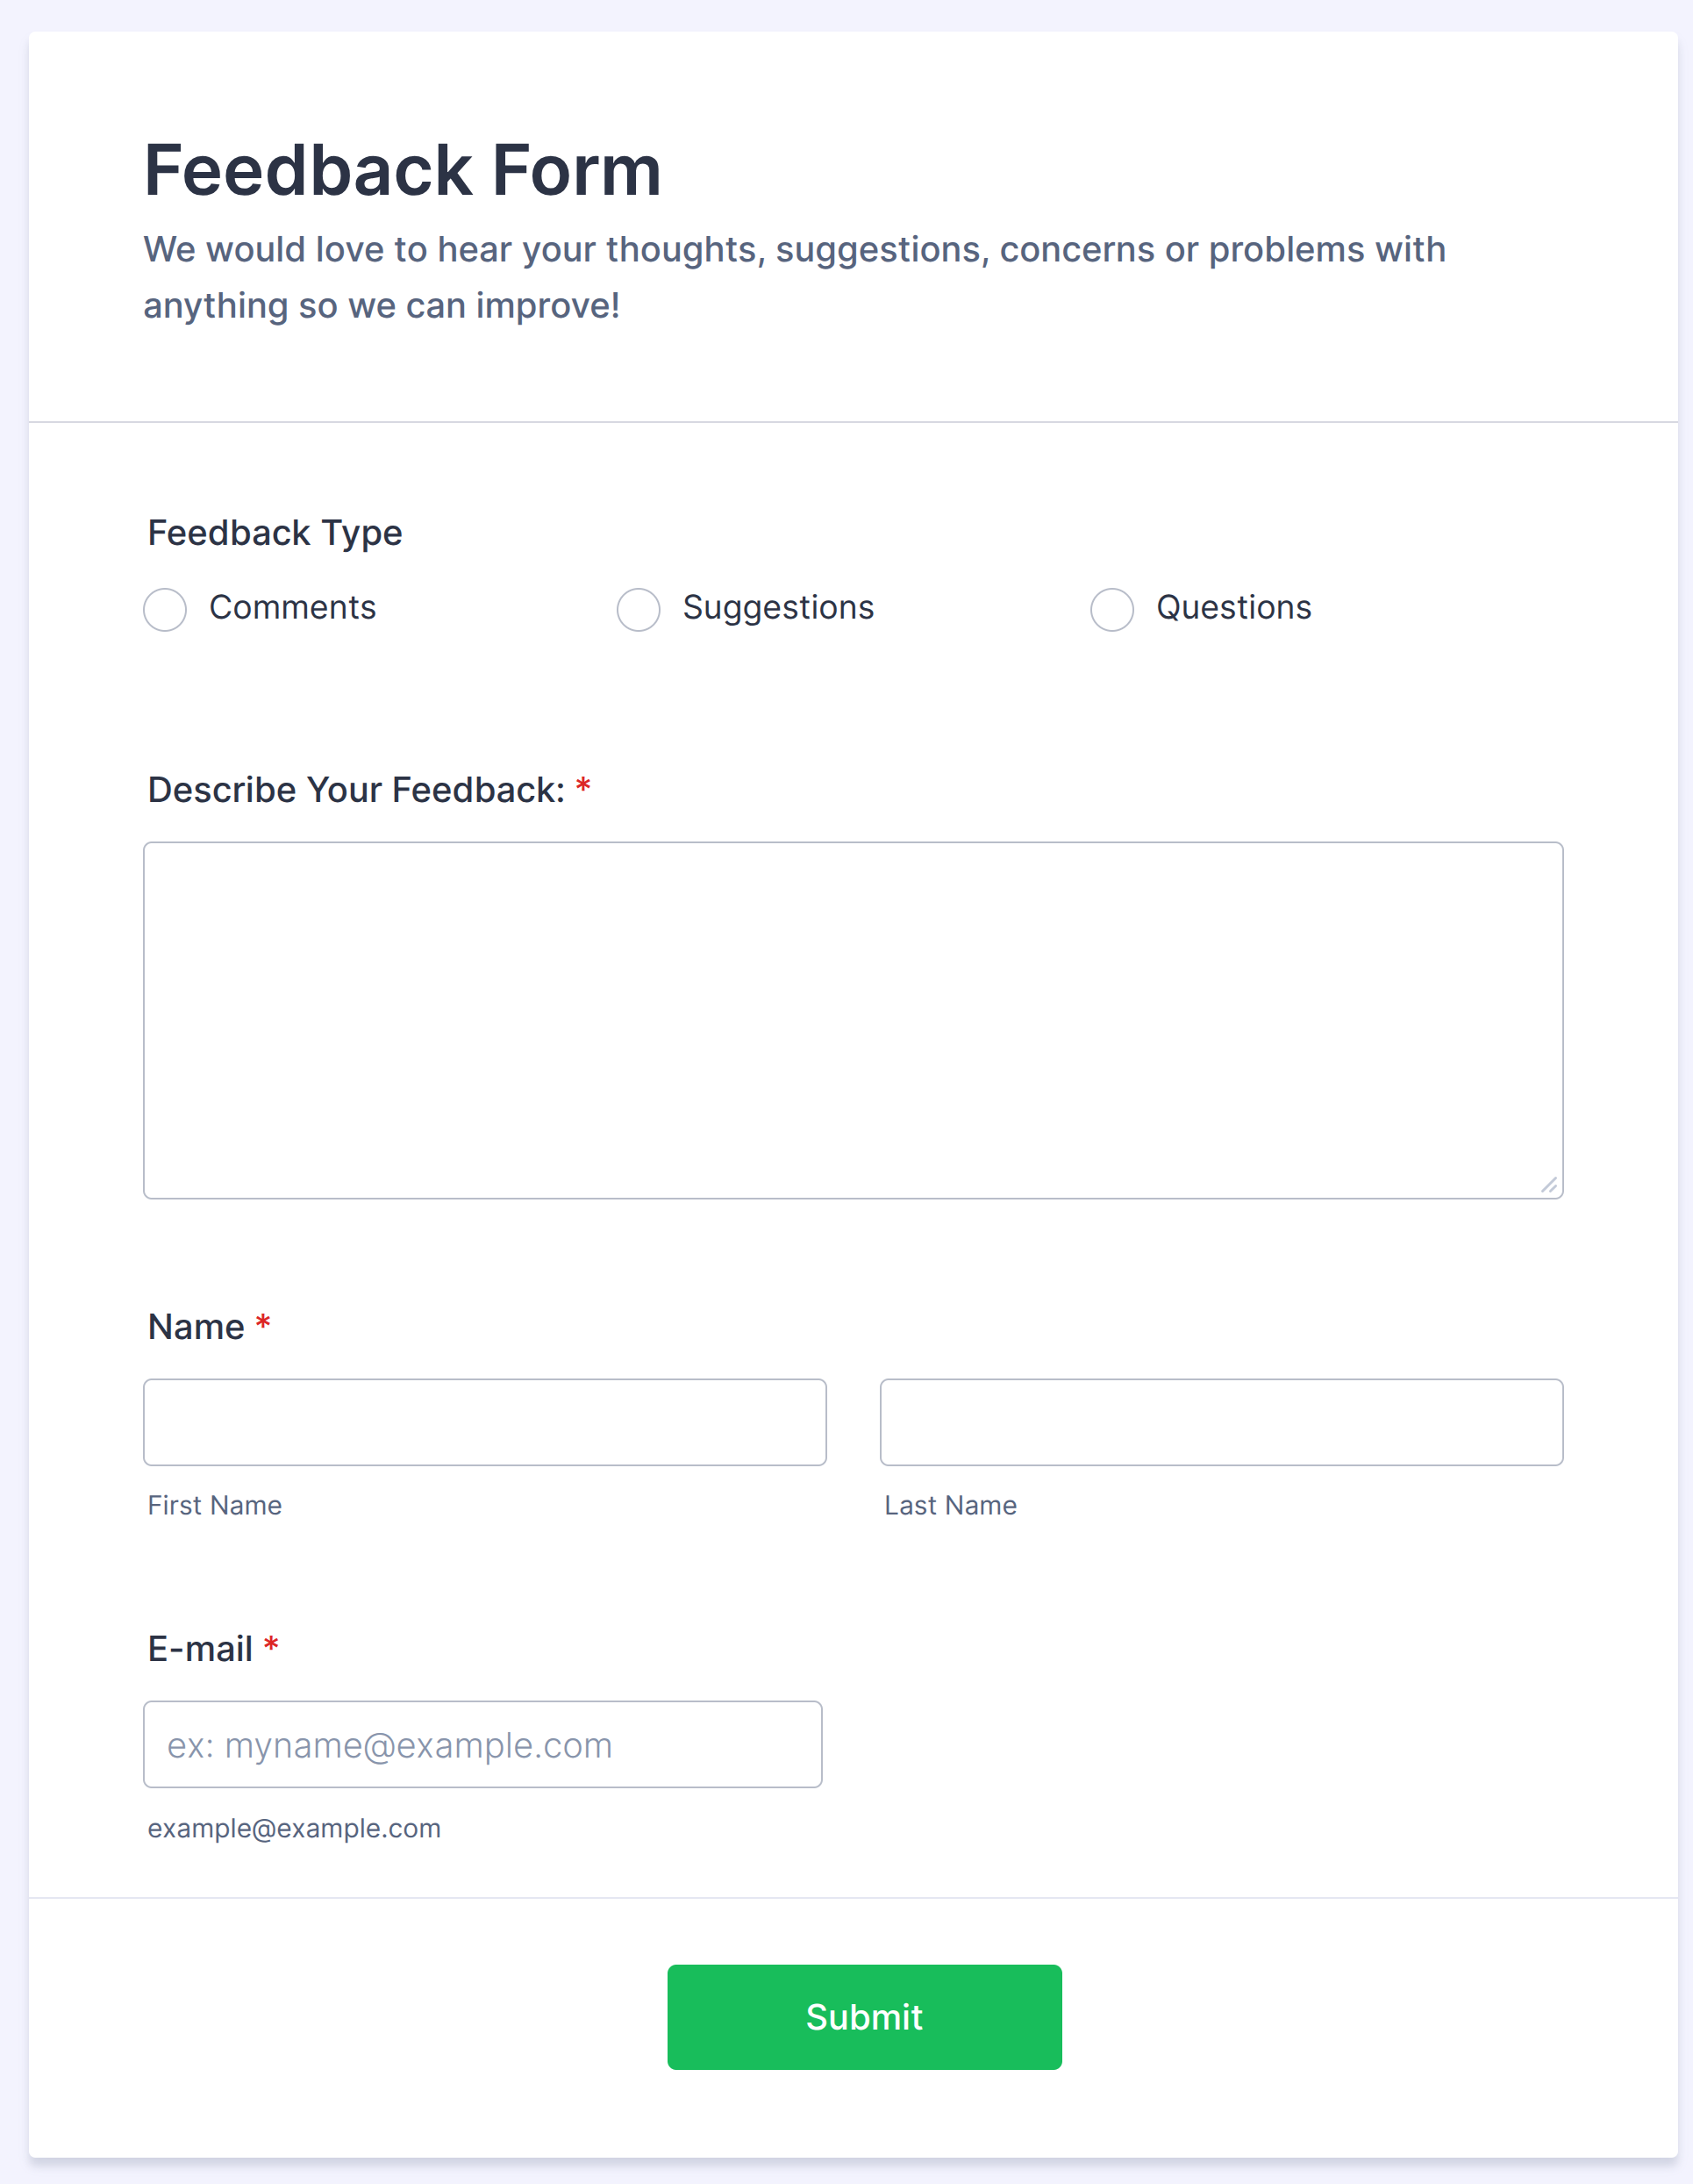 Feedback Form
We would love to hear your thoughts, suggestions, concerns or problems with
anything so we can improve!
Feedback Type
Comments Suggestions Questions
Describe Your Feedback: *
Name *
First Name Last Name
E-mail *
ex: myname@example.com
example@example.com
Submit